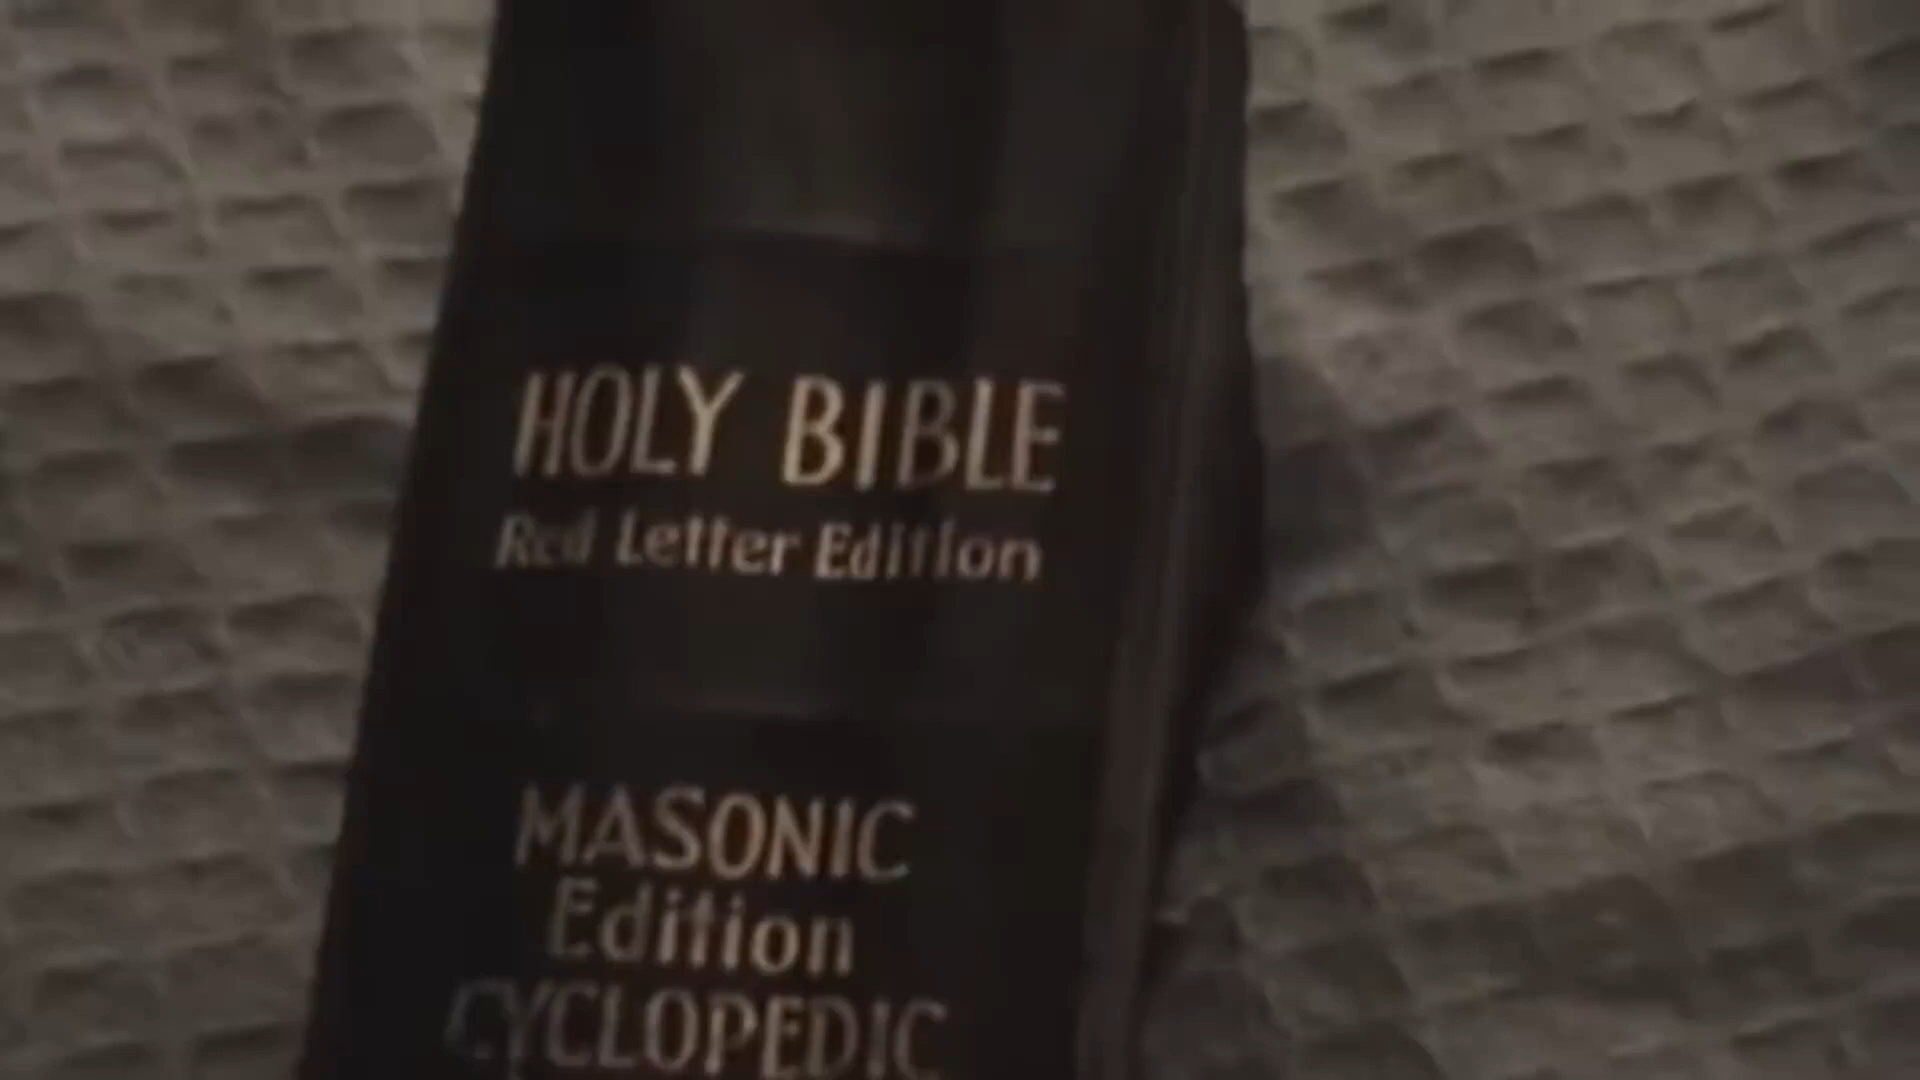 HOLY BIBLE
Red Letter Edition
MASONIC
Edition
CYCLOPEDIC